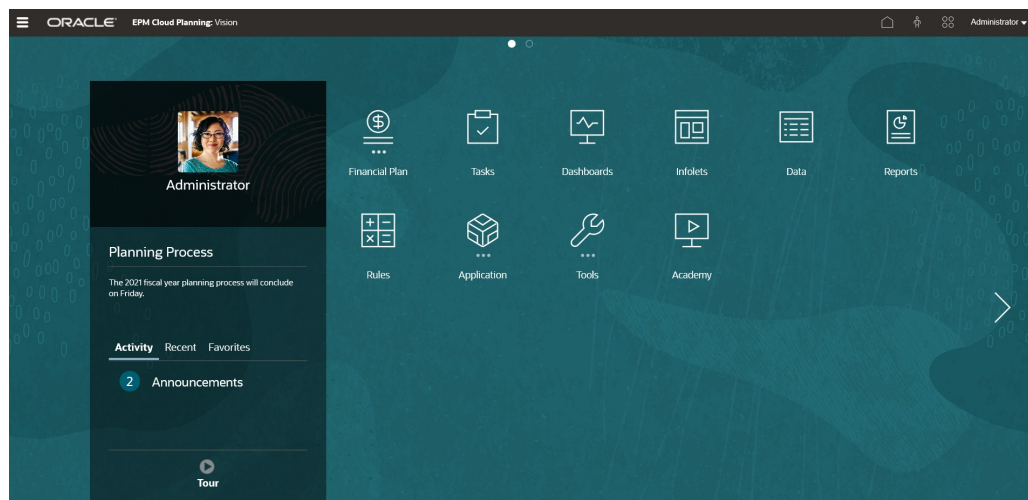 ORACLE® EPM Cloud Planning: Vision Administrator
Administrator
Planning Process
The 2021 fiscal year planning process will conclude
on Friday.
Activity Recent Favorites
2 Announcements
Tour
Financial Plan Tasks Dashboards Infolets Data Reports
Rules Application Tools Academy